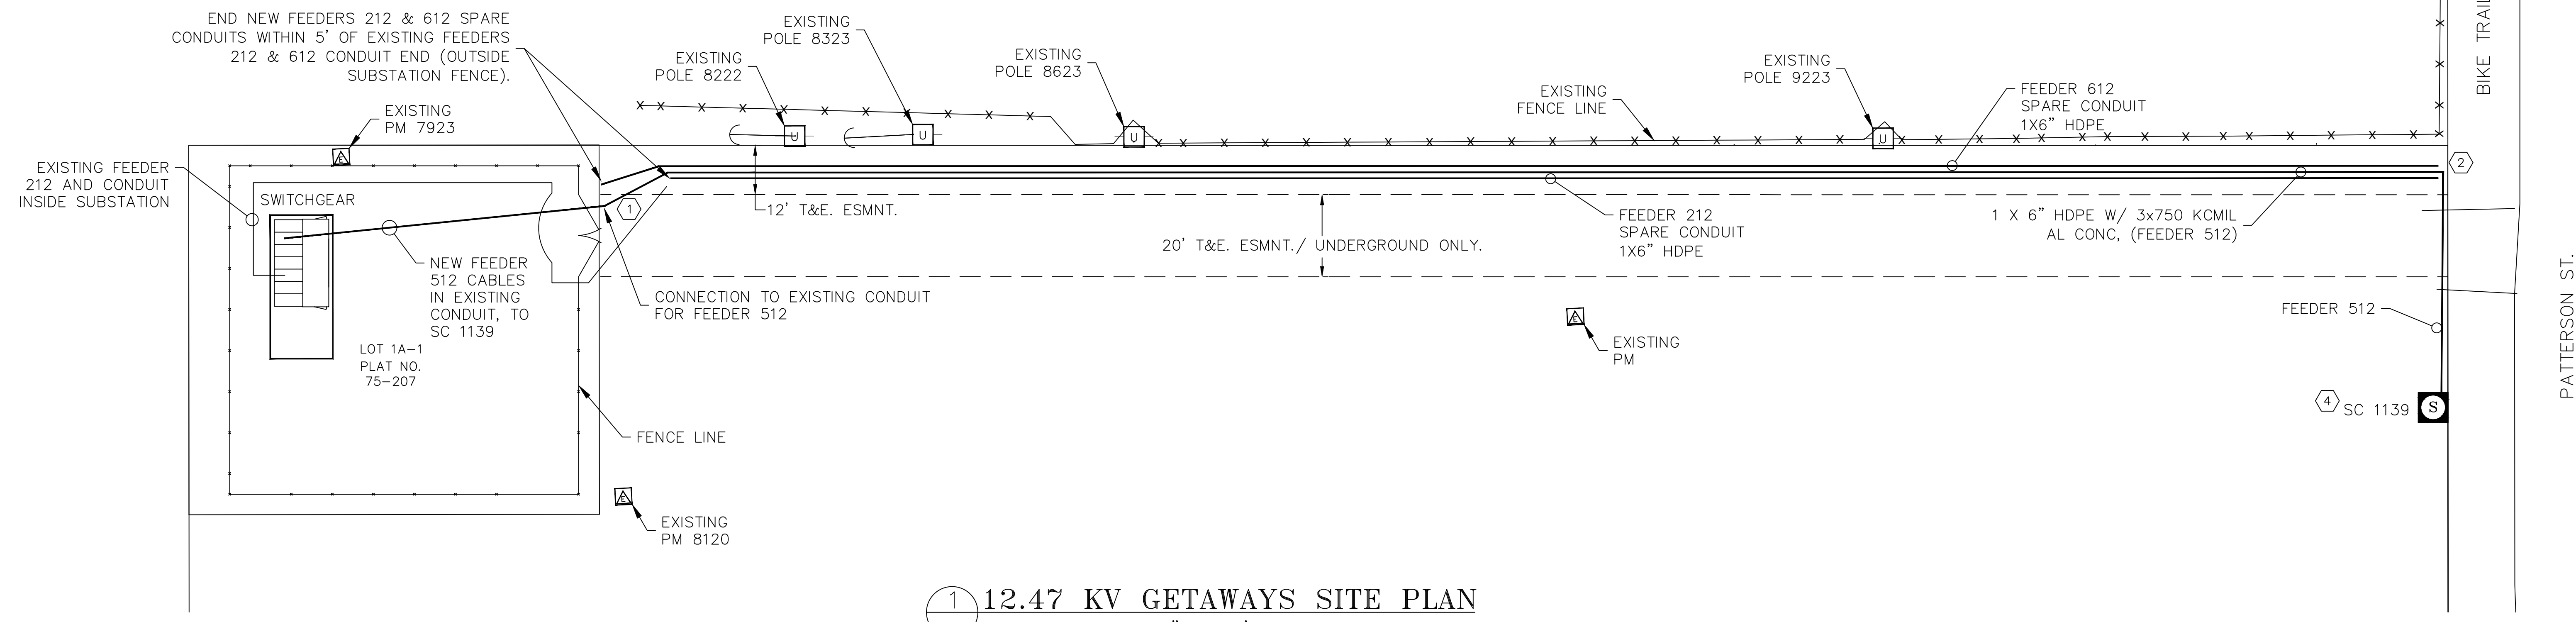 END NEW FEEDERS 212 & 612 SPARE
CONDUITS WITHIN 5' OF EXISTING FEEDERS
212 & 612 CONDUIT END (OUTSIDE
SUBSTATION FENCE).
EXISTING
POLE 8222
EXISTING
POLE 8323
EXISTING
POLE 8623
EXISTING
FENCE LINE
EXISTING
POLE 9223
FEEDER 612
SPARE CONDUIT
1X6" HDPE
BIKE TRAIL
EXISTING
PM 7923
E
U
U
U
U
EXISTING FEEDER
212 AND CONDUIT
INSIDE SUBSTATION
SWITCHGEAR
1
2
12' T&E. ESMNT.
20' T&E. ESMNT./ UNDERGROUND ONLY.
FEEDER 212
SPARE CONDUIT
1X6" HDPE
1 X 6" HDPE W/ 3x750 KCMIL
AL CONC, (FEEDER 512)
NEW FEEDER
512 CABLES
IN EXISTING
CONDUIT, TO
SC 1139
CONNECTION TO EXISTING CONDUIT
FOR FEEDER 512
FEEDER 512
PATTERSON ST.
E
EXISTING
PM
LOT 1A-1
PLAT NO.
75-207
4
SC 1139
S
FENCE LINE
E
EXISTING
PM 8120
1
12.47 KV GETAWAYS SITE PLAN